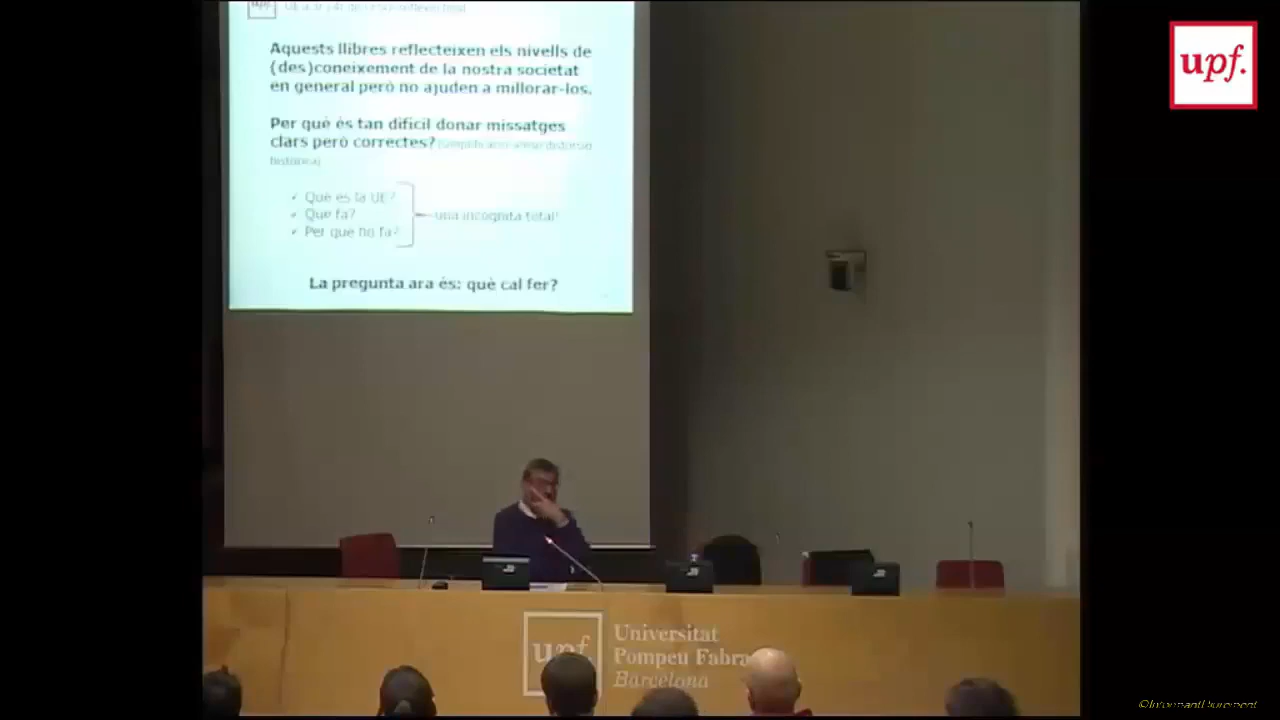 upf.
Aquests llibres reflecteixen els nivells de
(des)coneixement de la nostra societat
en general però no ajuden a millorar-los.
Per què és tan difícil donar missatges
clars però correctes?
✓ Què és la UE?
✓ Que fa?
✓ Per què no fa?
una incògnita total!
La pregunta ara és: què cal fer?
upf.
Universitat
Pompeu Fabra
Barcelona